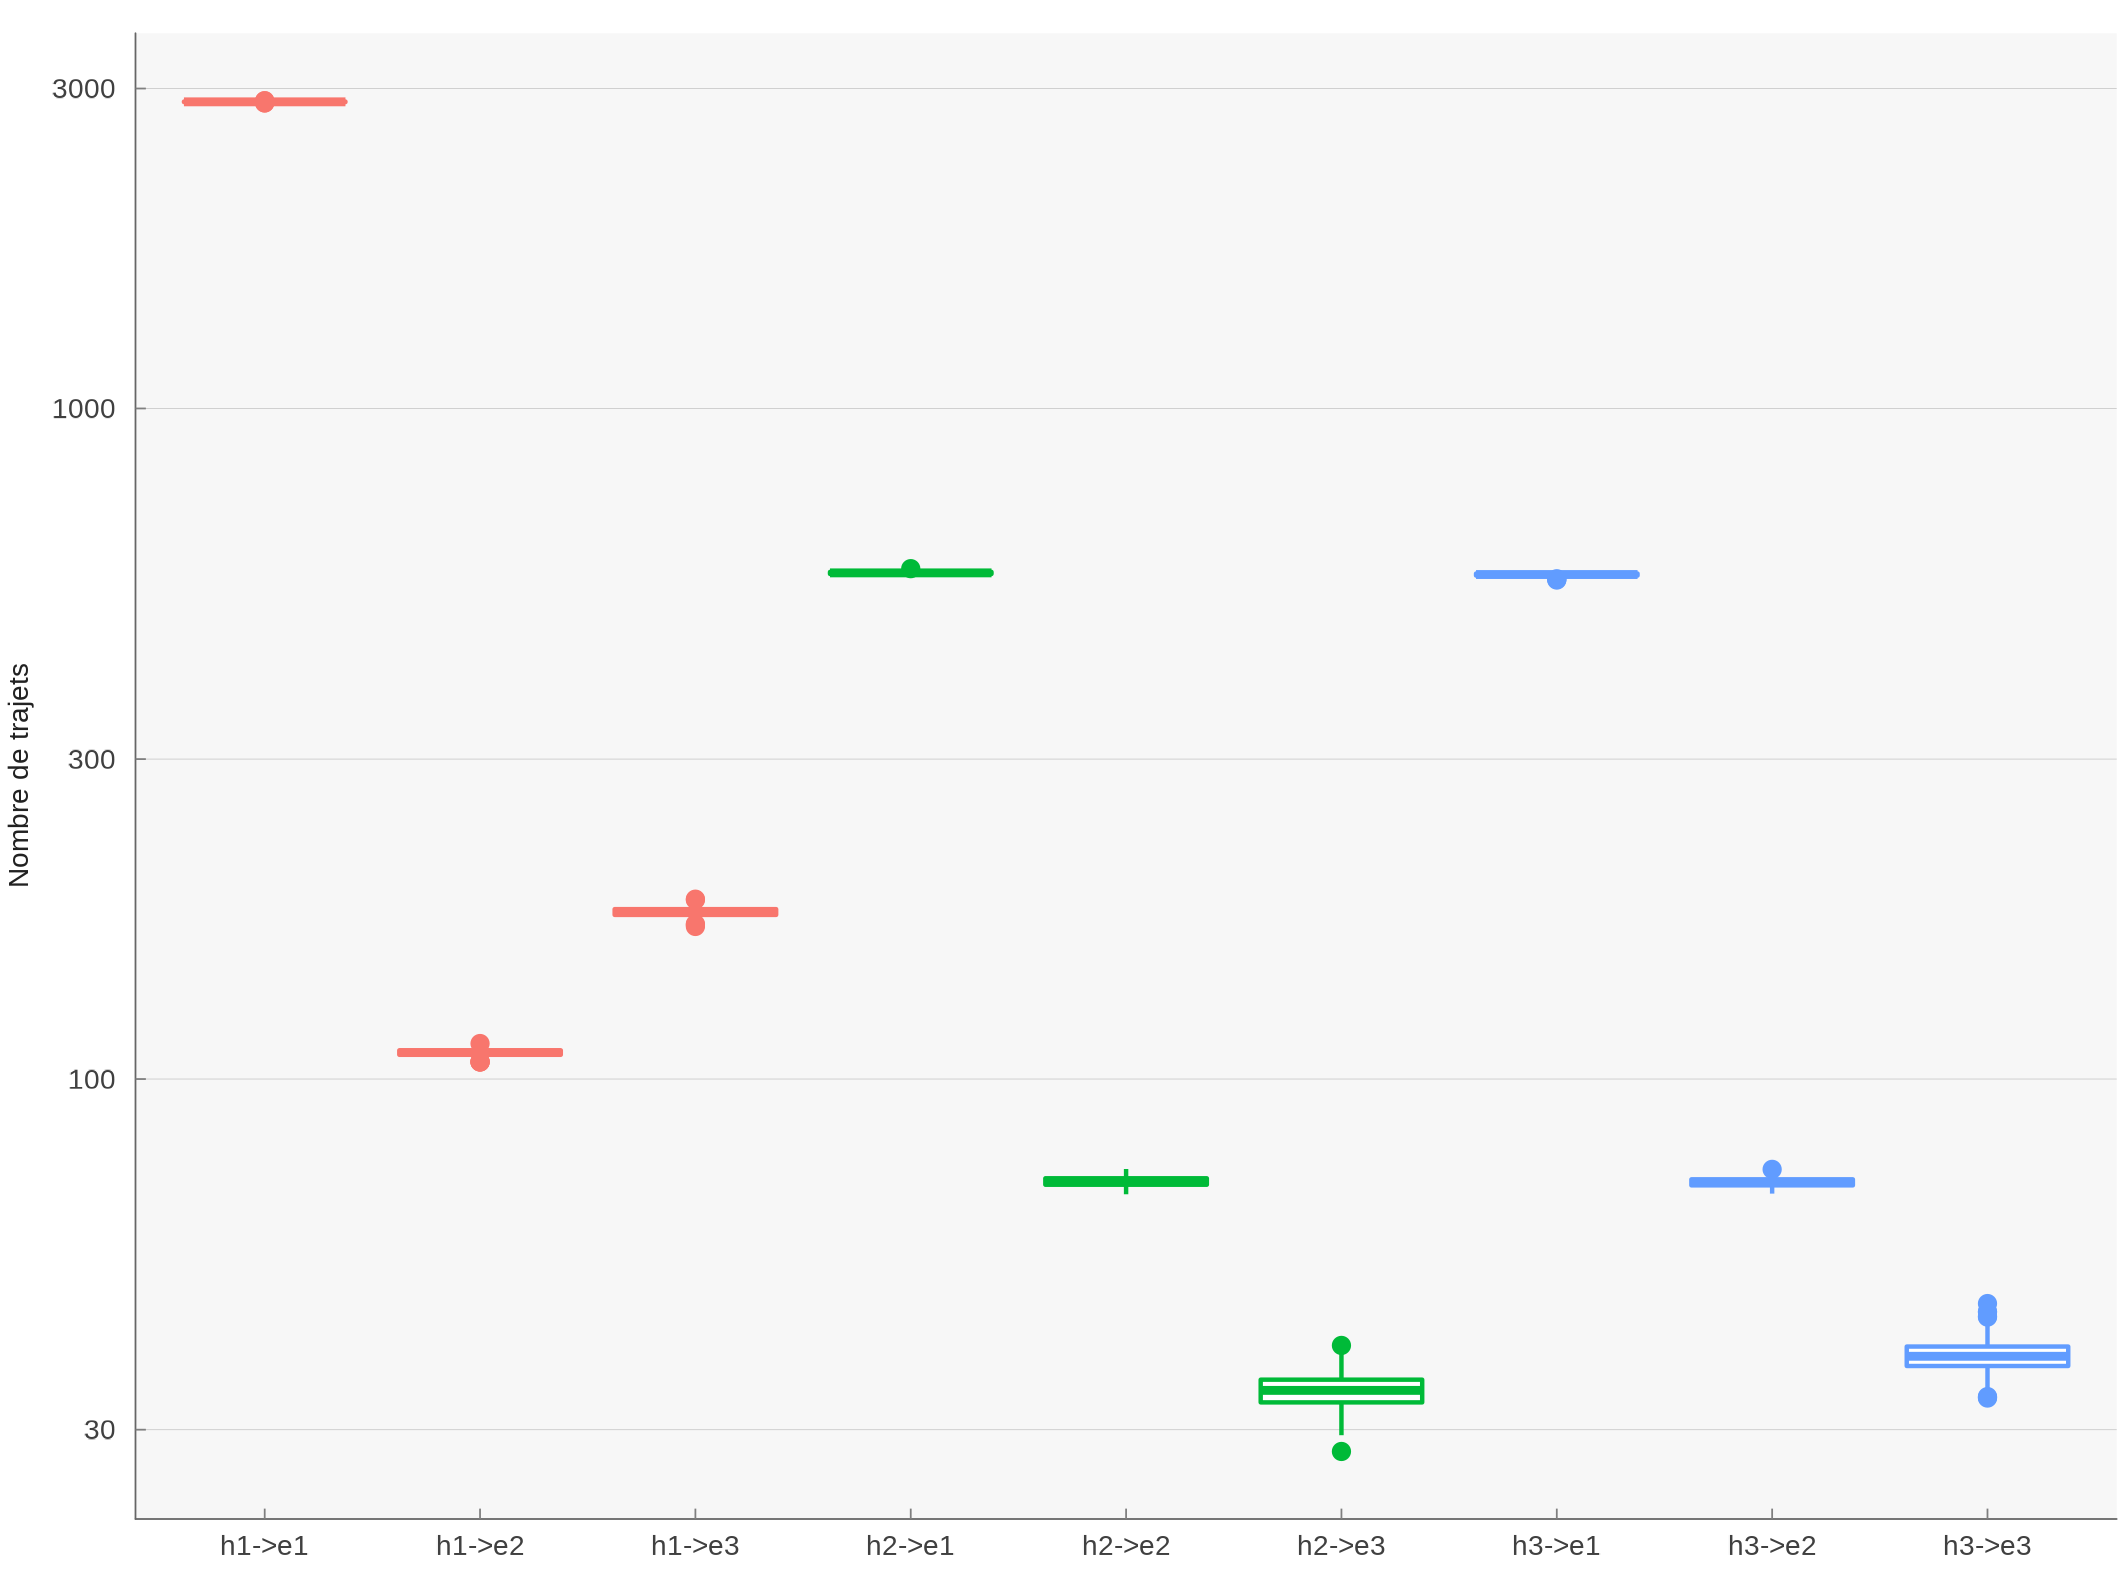 Nombre de trajets
3000
1000
300
100
30
h1->e1
h1->e2
h1->e3
h2->e1
h2->e2
h2->e3
h3->e1
h3->e2
h3->e3